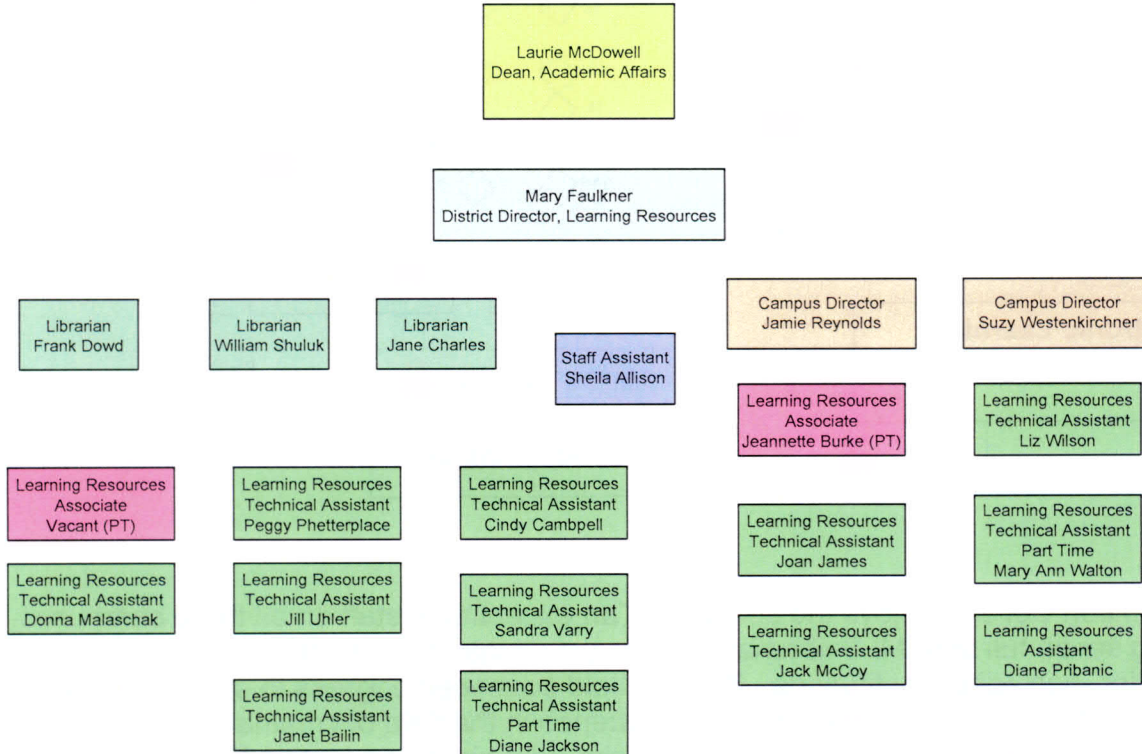 Laurie McDowell
Dean, Academic Affairs
Mary Faulkner
District Director, Learning Resources
Librarian
Frank Dowd
Librarian
William Shuluk
Librarian
Jane Charles
Staff Assistant
Sheila Allison
Campus Director
Jamie Reynolds
Campus Director
Suzy Westenkirchner
Learning Resources
Associate
Jeannette Burke (PT)
Learning Resources
Technical Assistant
Liz Wilson
Learning Resources
Associate
Vacant (PT)
Learning Resources
Technical Assistant
Peggy Phetterplace
Learning Resources
Technical Assistant
Cindy Cambpell
Learning Resources
Technical Assistant
Joan James
Learning Resources
Technical Assistant
Part Time
Mary Ann Walton
Learning Resources
Technical Assistant
Donna Malaschak
Learning Resources
Technical Assistant
Jill Uhler
Learning Resources
Technical Assistant
Sandra Varry
Learning Resources
Technical Assistant
Jack McCoy
Learning Resources
Assistant
Diane Pribanic
Learning Resources
Technical Assistant
Janet Bailin
Learning Resources
Technical Assistant
Part Time
Diane Jackson